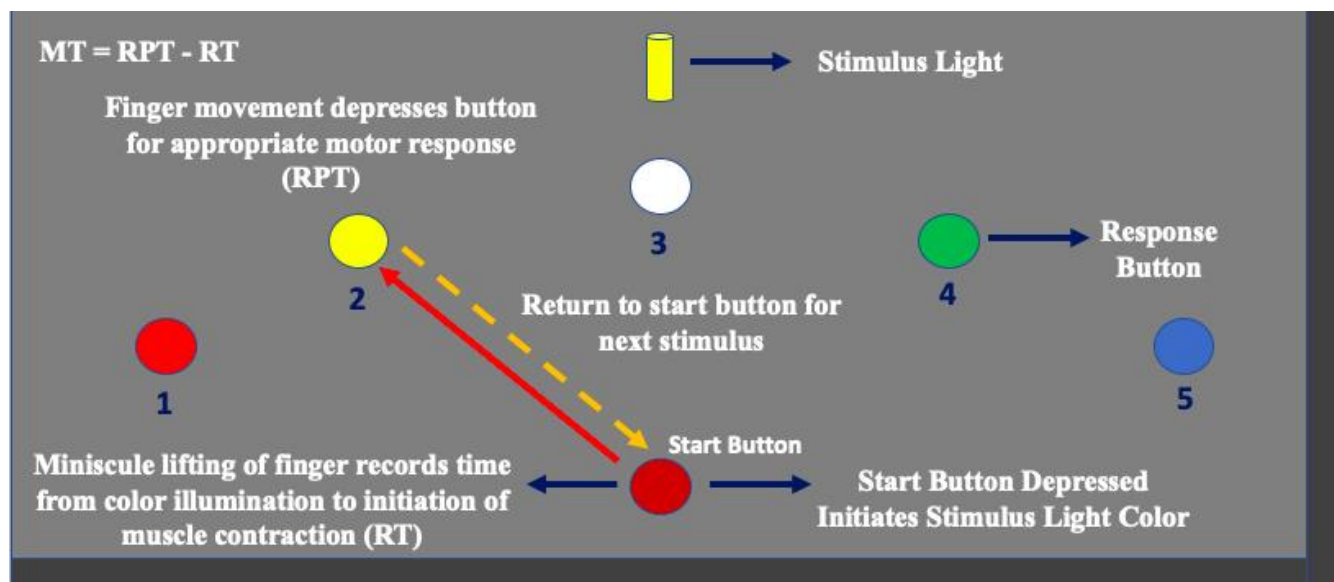 MT = RPT - RT
Stimulus Light
Finger movement depresses button
for appropriate motor response
(RPT)
3
Response
Button
2
4
Return to start button for
next stimulus
1
5
Start Button
Miniscule lifting of finger records time
from color illumination to initiation of
muscle contraction (RT)
Start Button Depressed
Initiates Stimulus Light Color